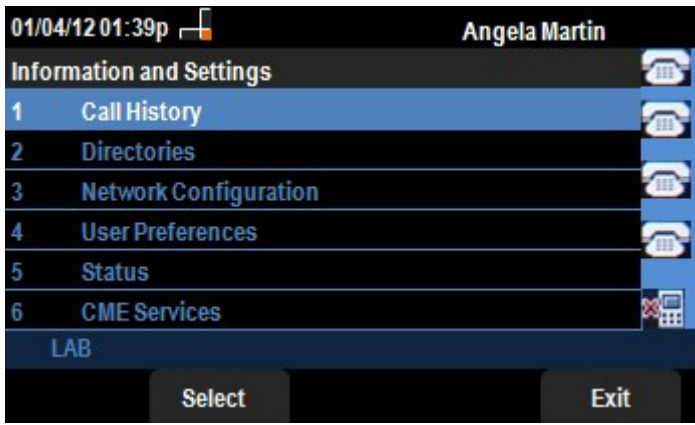 01/04/12 01:39p Angela Martin
Information and Settings
1 Call History
2 Directories
3 Network Configuration
4 User Preferences
5 Status
6 CME Services
LAB
Select Exit